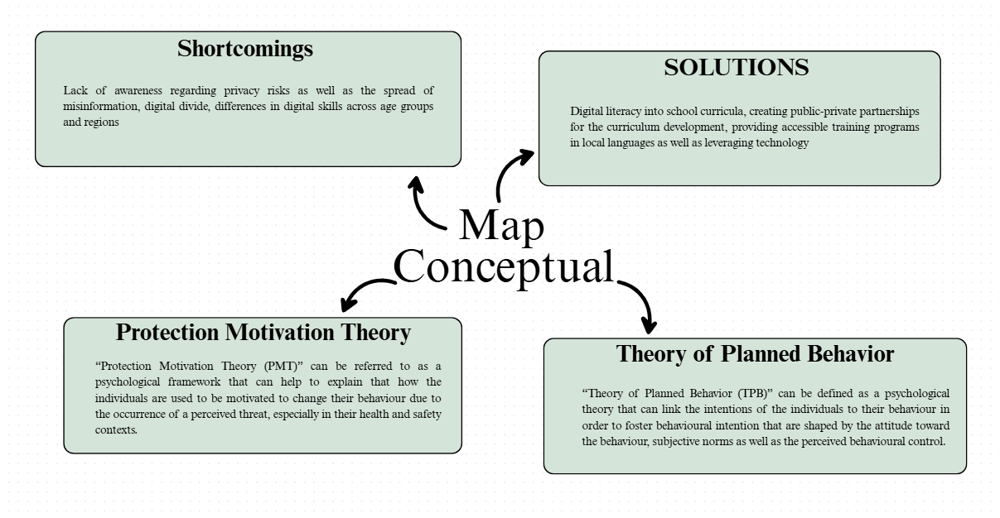 Shortcomings
Lack of awareness regarding privacy risks as well as the spread of
misinformation, digital divide, differences in digital skills across age groups
and regions
SOLUTIONS
Digital literacy into school curricula, creating public-private partnerships
for the curriculum development, providing accessible training programs
in local languages as well as leveraging technology
Map
Conceptual
Protection Motivation Theory
“Protection Motivation Theory (PMT)” can be referred to as a
psychological framework that can help to explain that how the
individuals are used to be motivated to change their behaviour due to
the occurrence of a perceived threat, especially in their health and safety
contexts.
Theory of Planned Behavior
“Theory of Planned Behavior (TPB)” can be defined as a psychological
theory that can link the intentions of the individuals to their behaviour in
order to foster behavioural intention that are shaped by the attitude toward
the behaviour, subjective norms as well as the perceived behavioural control.